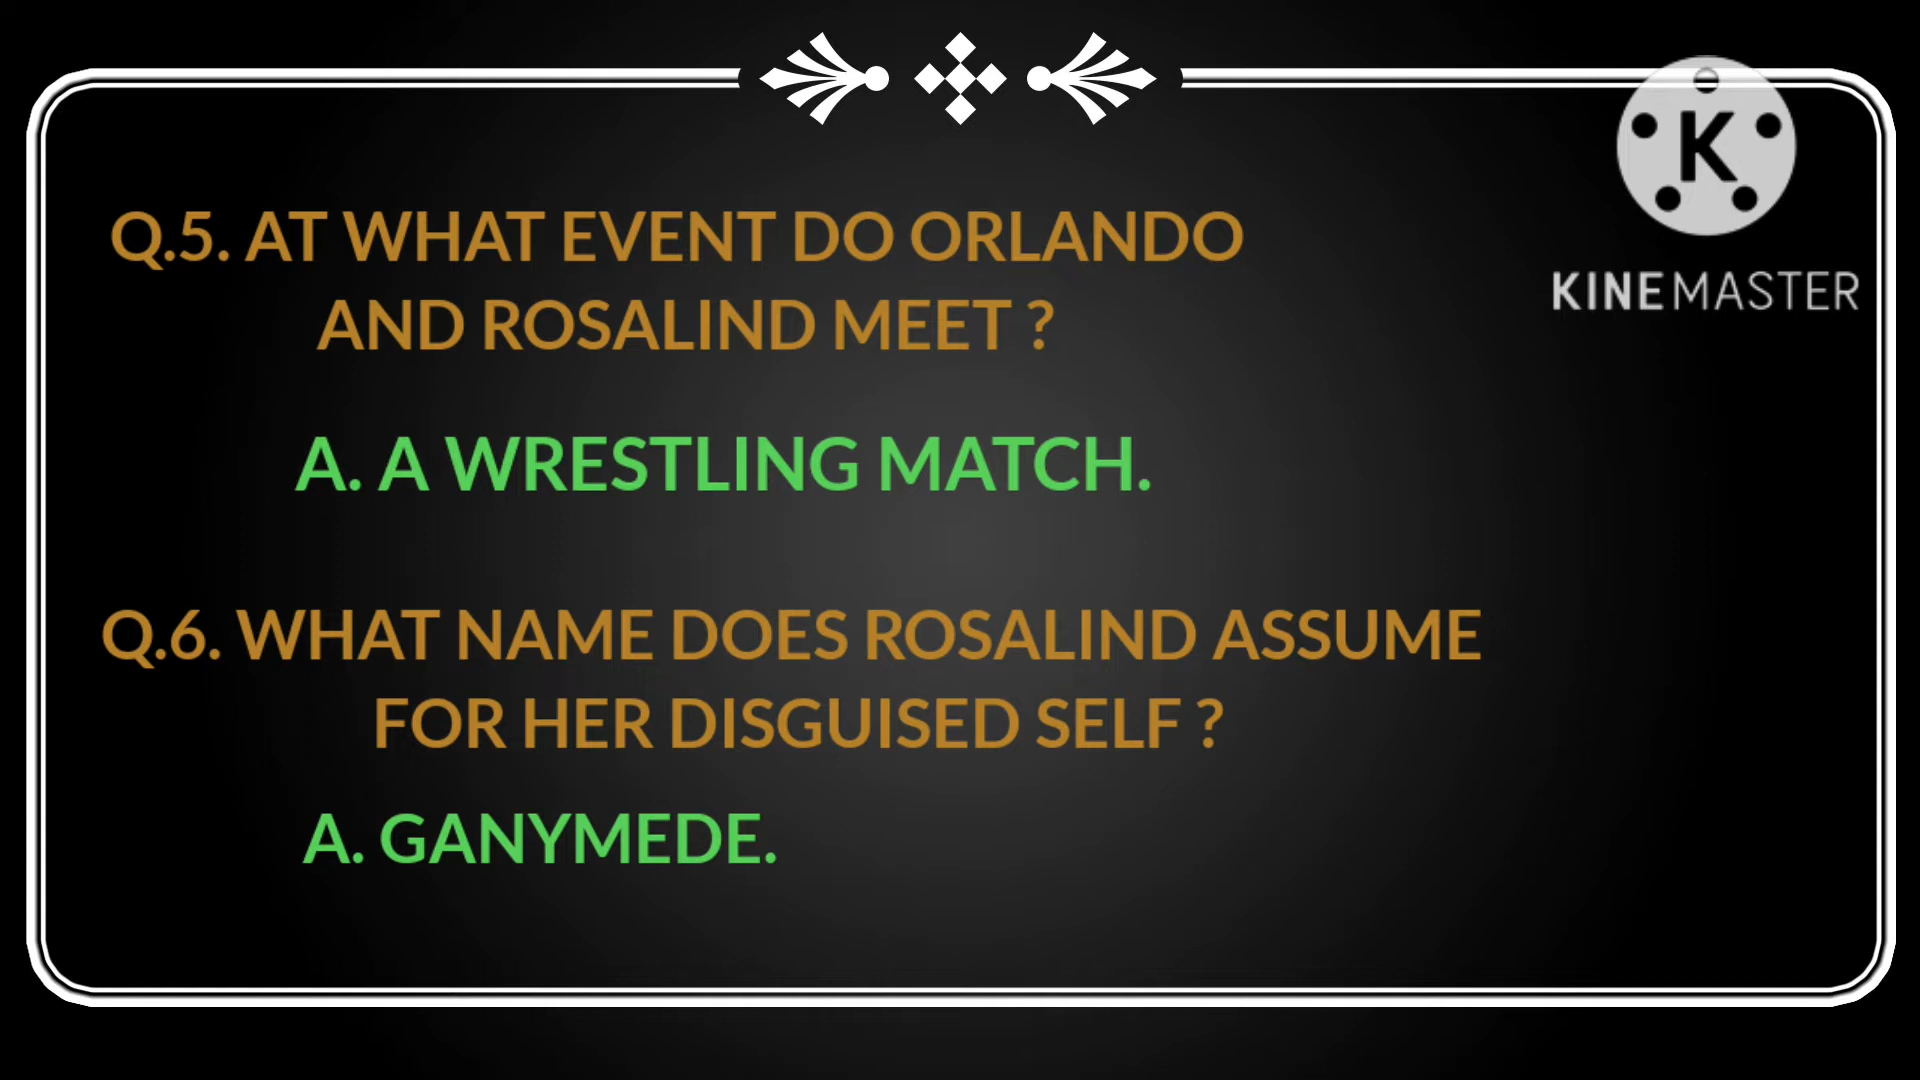 Q.5. AT WHAT EVENT DO ORLANDO
AND ROSALIND MEET ?
A. A WRESTLING MATCH.
Q.6. WHAT NAME DOES ROSALIND ASSUME
FOR HER DISGUISED SELF ?
A. GANYMEDE.
K
KINEMASTER